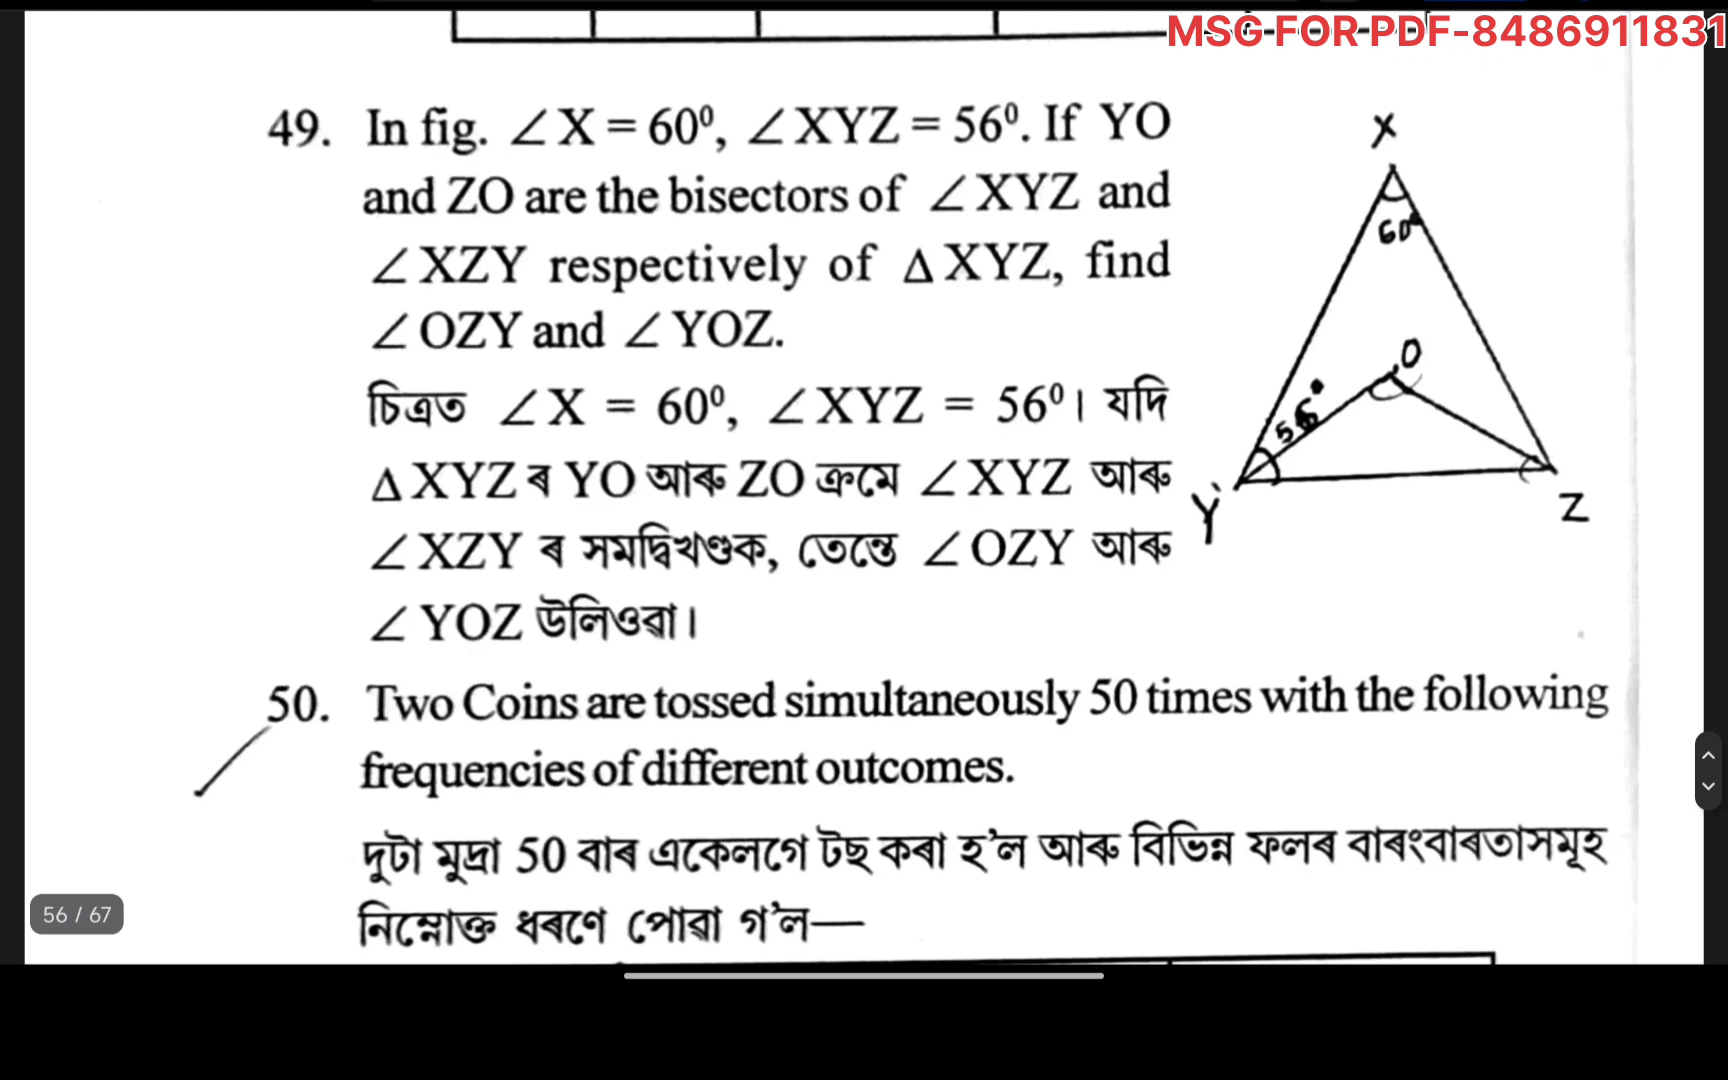 MSG FOR PDF-8486911831
49. In fig. ∠X = 60⁰, ∠XYZ = 56⁰. If YO
and ZO are the bisectors of ∠XYZ and
∠XZY respectively of ΔXYZ, find
∠OZY and ∠YOZ.
চিত্ৰত ∠X = 60⁰, ∠XYZ = 56⁰। যদি
ΔXYZ ৰ YO আৰু ZO ক্ৰমে ∠XYZ আৰু
∠XZY ৰ সমদ্বিখণ্ডক, তেন্তে ∠OZY আৰু
∠YOZ উলিওৱা।
X
60°
O
56°
Y
Z
50. Two Coins are tossed simultaneously 50 times with the following
frequencies of different outcomes.
দুটা মুদ্ৰা 50 বাৰ একেলগে টছ কৰা হ'ল আৰু বিভিন্ন ফলৰ বাৰংবাৰতাসমূহ
নিম্নোক্ত ধৰণে পোৱা গ'ল—
56 / 67